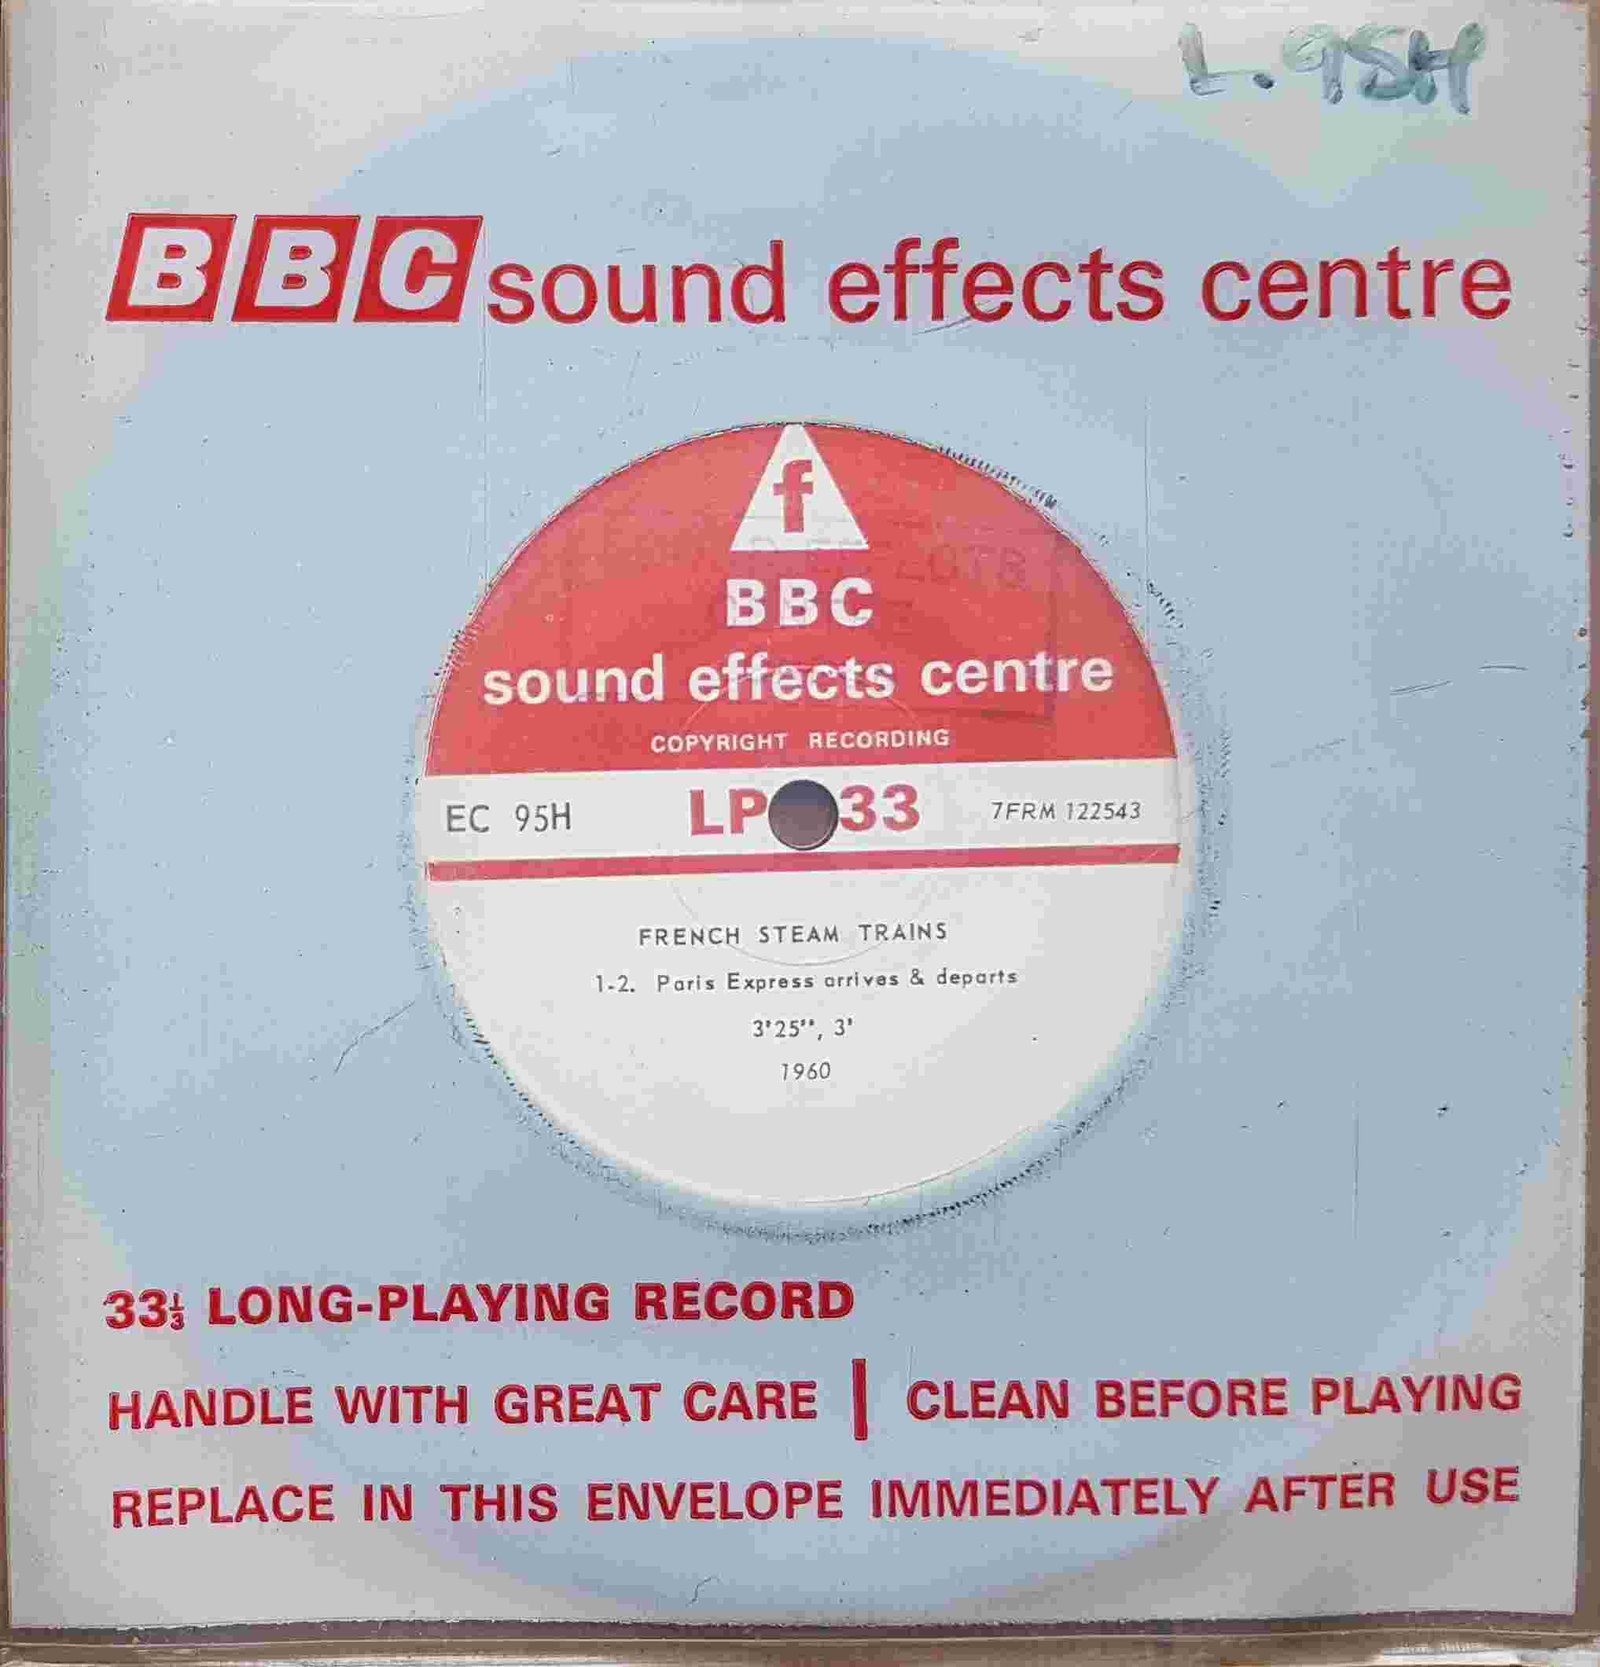 L. 95H
BBC sound effects centre
f
BBC
sound effects centre
COPYRIGHT RECORDING
EC 95H LP 33 7FRM 122543
FRENCH STEAM TRAINS
1-2. Paris Express arrives & departs
3'25'', 3'
1960
33⅓ LONG-PLAYING RECORD
HANDLE WITH GREAT CARE | CLEAN BEFORE PLAYING
REPLACE IN THIS ENVELOPE IMMEDIATELY AFTER USE